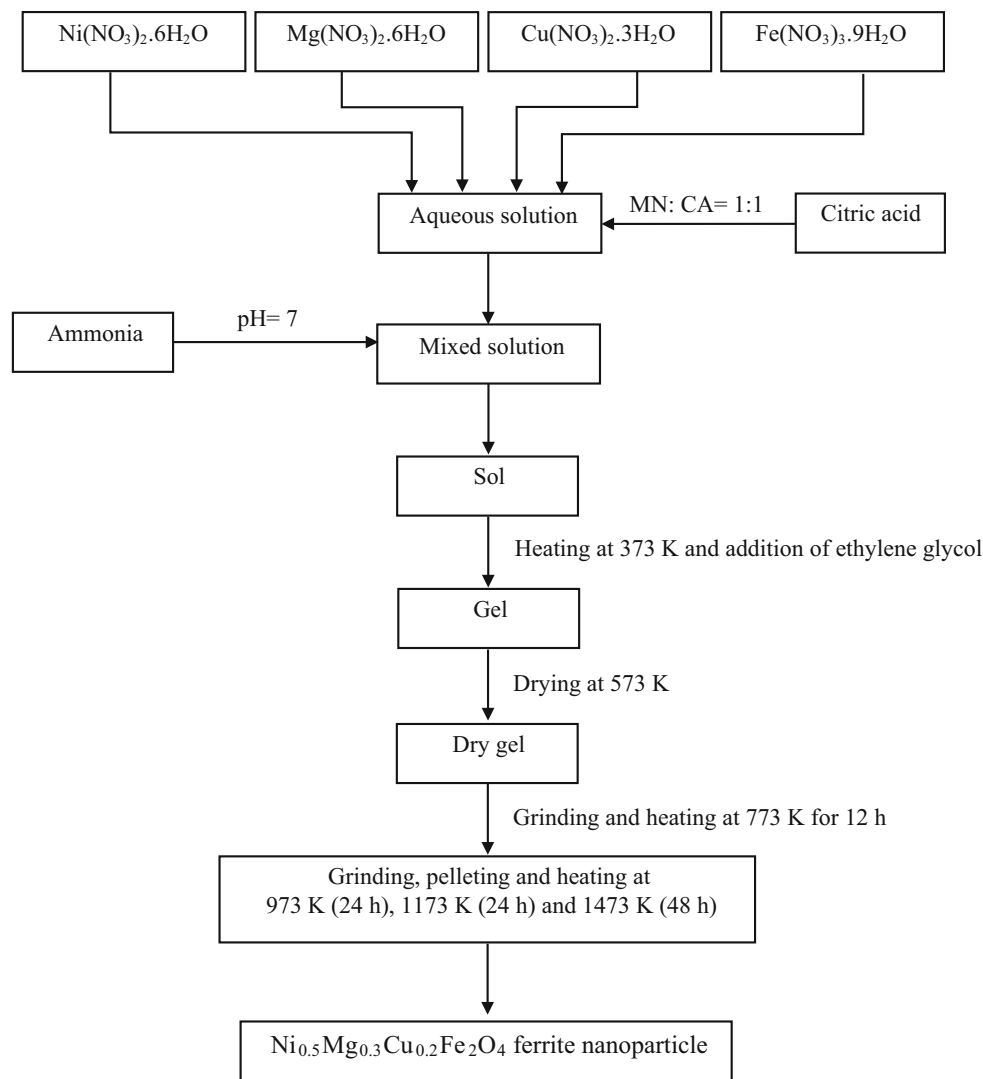 Ni(NO₃)₂.6H₂O
Mg(NO₃)₂.6H₂O
Cu(NO₃)₂.3H₂O
Fe(NO₃)₃.9H₂O
Aqueous solution
MN: CA= 1:1
Citric acid
Ammonia
pH= 7
Mixed solution
Sol
Heating at 373 K and addition of ethylene glycol
Gel
Drying at 573 K
Dry gel
Grinding and heating at 773 K for 12 h
Grinding, pelleting and heating at
973 K (24 h), 1173 K (24 h) and 1473 K (48 h)
Ni₀.₅Mg₀.₃Cu₀.₂Fe₂O₄ ferrite nanoparticle